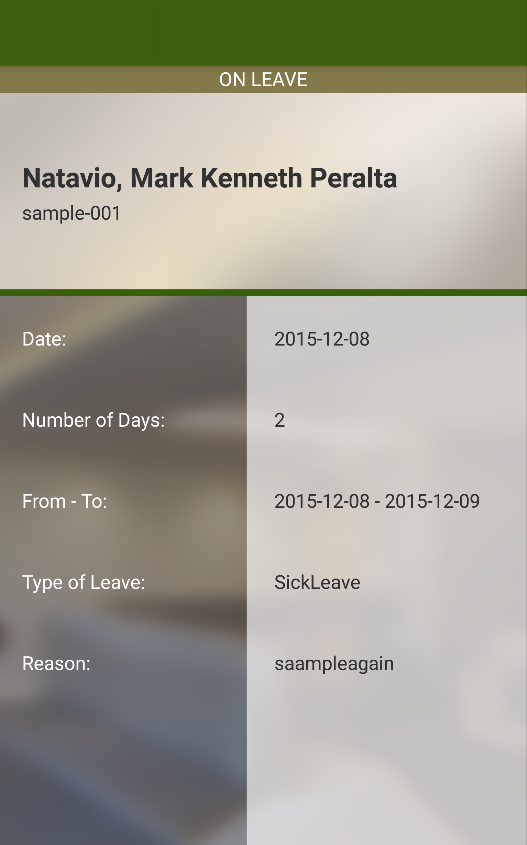 ON LEAVE
Natavio, Mark Kenneth Peralta
sample-001
Date: 2015-12-08
Number of Days: 2
From - To: 2015-12-08 - 2015-12-09
Type of Leave: SickLeave
Reason: saampleagain